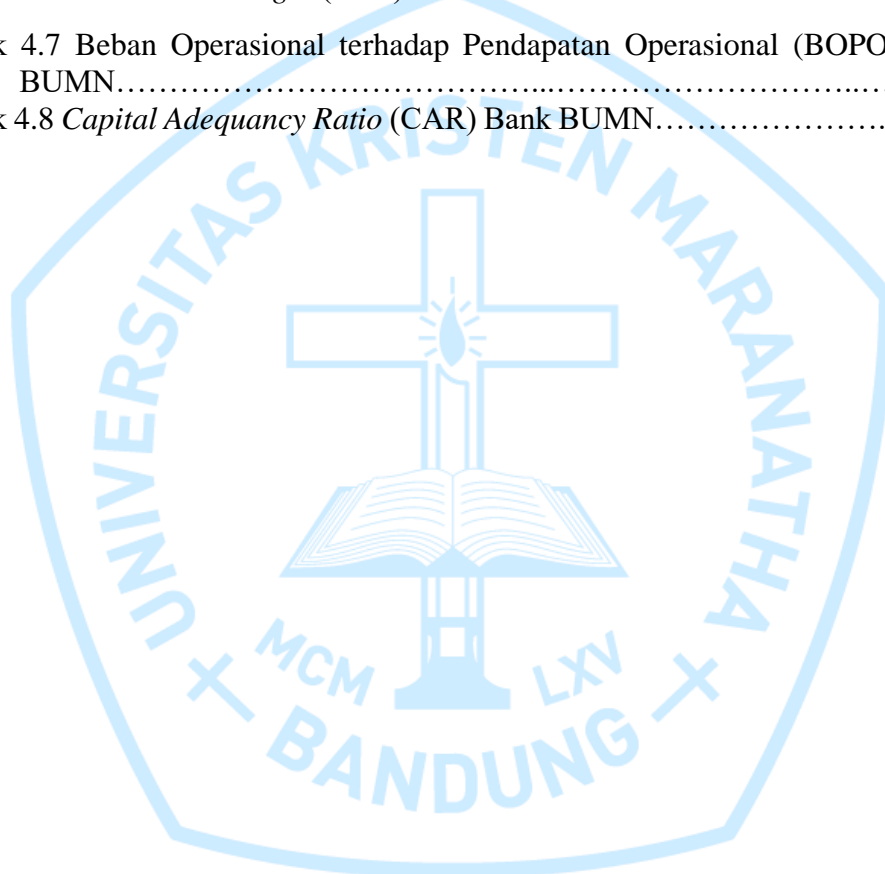 k 4.7 Beban Operasional terhadap Pendapatan Operasional (BOPO
BUMN…………………………………...………………………..…
k 4.8 Capital Adequancy Ratio (CAR) Bank BUMN………………….
UNIVERSITAS KRISTEN MARANATHA
MCM LXV
BANDUNG